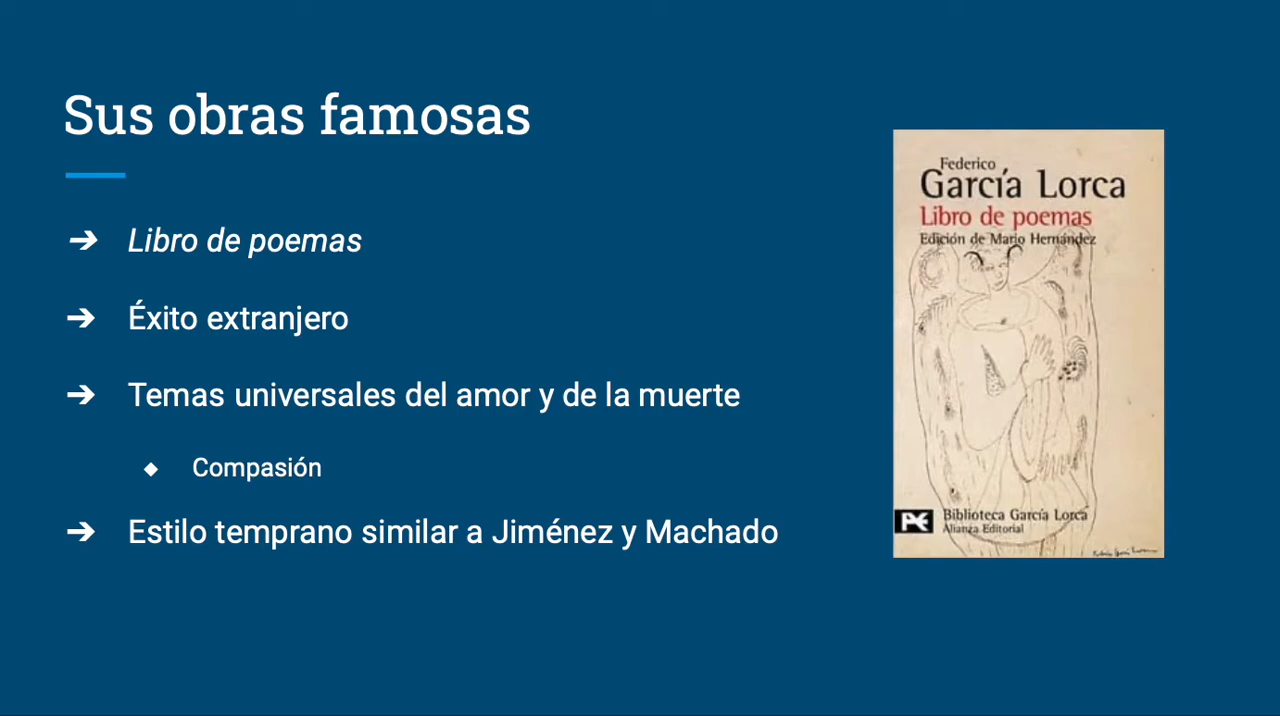 Sus obras famosas
Libro de poemas
Éxito extranjero
Temas universales del amor y de la muerte
Compasión
Estilo temprano similar a Jiménez y Machado
Federico
García Lorca
Libro de poemas
Edición de Mario Hernández
Biblioteca García Lorca
Alianza Editorial